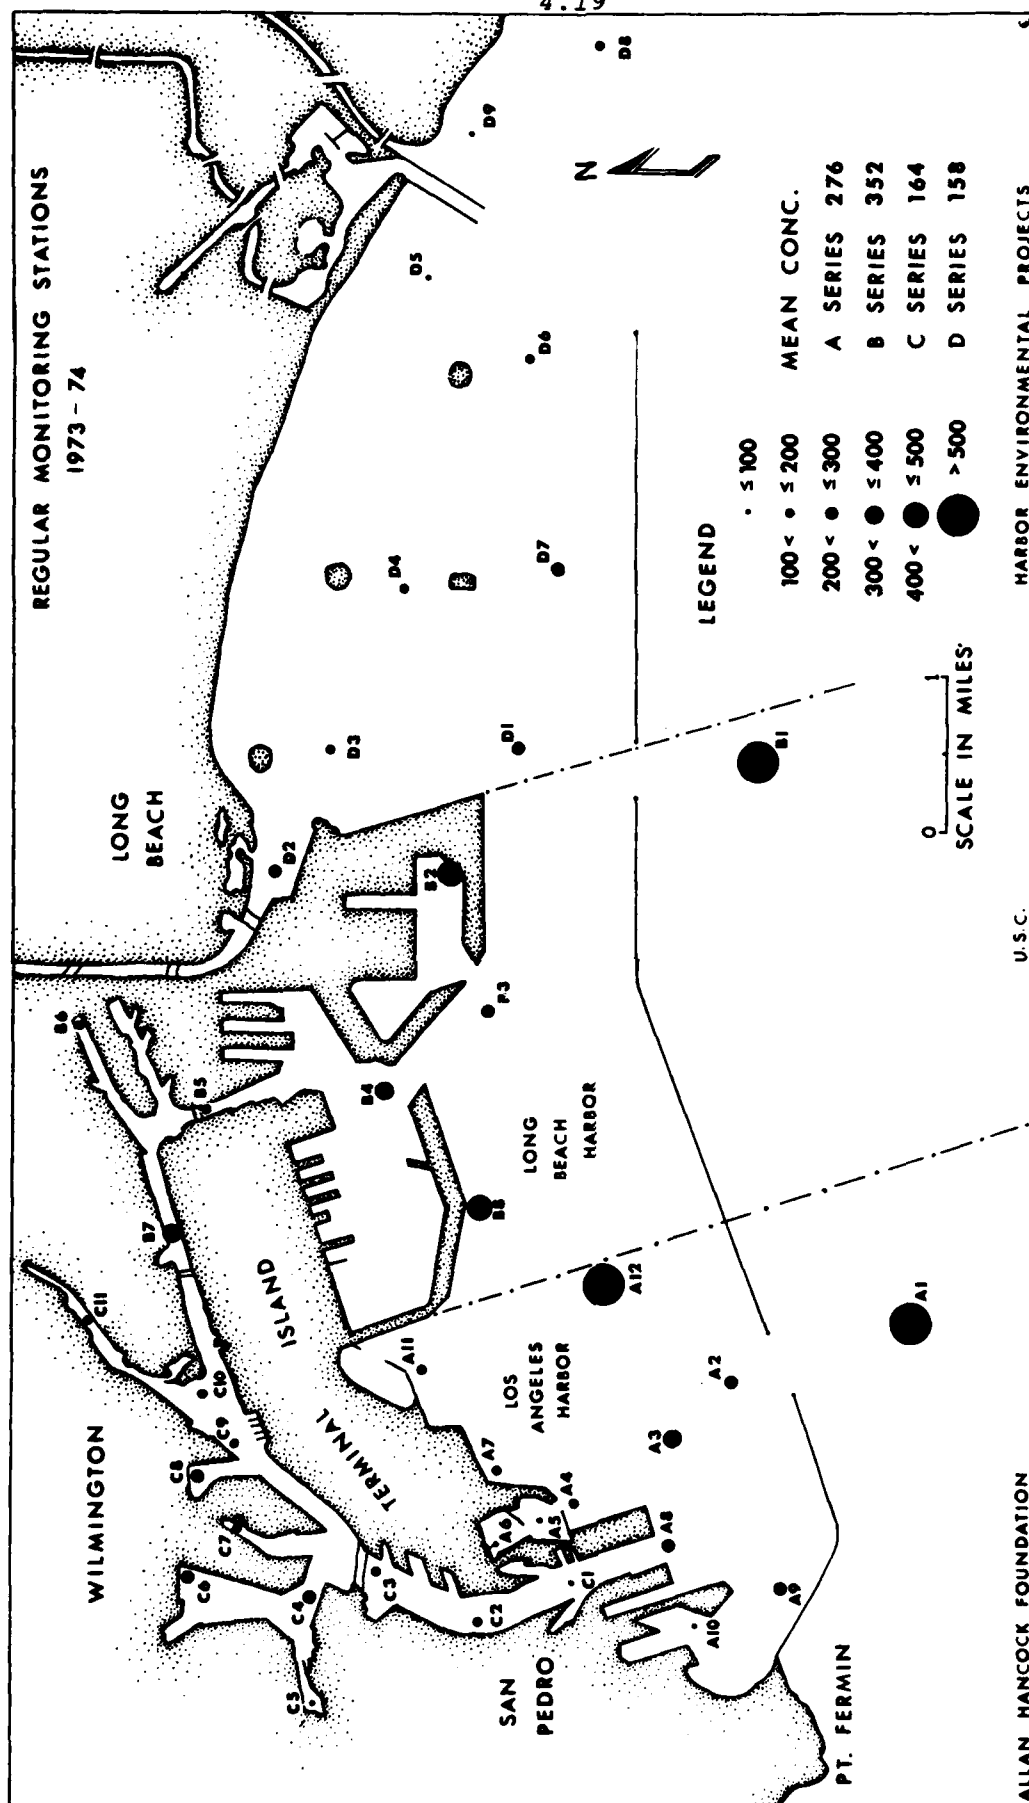 4.19
REGULAR MONITORING STATIONS
1973-74
WILMINGTON
LONG
BEACH
TERMINAL
ISLAND
SAN
PEDRO
LOS
ANGELES
HARBOR
LONG
BEACH
HARBOR
PT. FERMIN
N
A1
A2
A3
A4
A5
A6
A7
A8
A9
A10
A11
A12
B1
B2
B4
B5
B6
B7
B8
C1
C2
C3
C4
C5
C6
C7
C8
C9
C10
C11
D1
D2
D3
D4
D5
D6
D7
D8
D9
LEGEND
≤100
100< ≤200
200< ≤300
300< ≤400
400< ≤500
>500
MEAN CONC.
A SERIES 276
B SERIES 352
C SERIES 164
D SERIES 158
0 1
SCALE IN MILES
ALLAN HANCOCK FOUNDATION U.S.C. HARBOR ENVIRONMENTAL PROJECTS